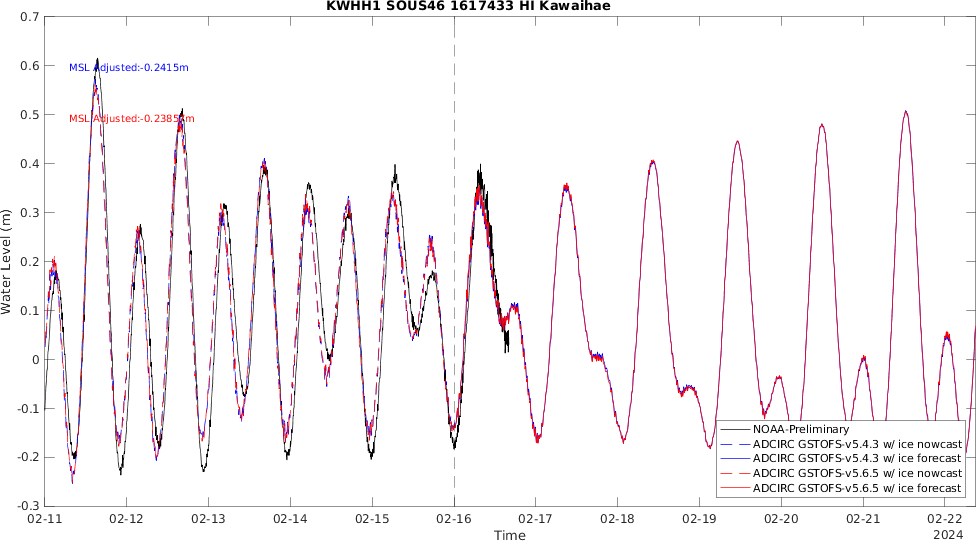 KWHH1 SOUS46 1617433 HI Kawaihae
0.7
0.6
0.5
0.4
0.3
0.2
0.1
0
-0.1
-0.2
-0.3
Water Level (m)
MSL Adjusted:-0.2415m
MSL Adjusted:-0.2385m
NOAA-Preliminary
ADCIRC GSTOFS-v5.4.3 w/ ice nowcast
ADCIRC GSTOFS-v5.4.3 w/ ice forecast
ADCIRC GSTOFS-v5.6.5 w/ ice nowcast
ADCIRC GSTOFS-v5.6.5 w/ ice forecast
02-11 02-12 02-13 02-14 02-15 02-16 02-17 02-18 02-19 02-20 02-21 02-22
Time
2024